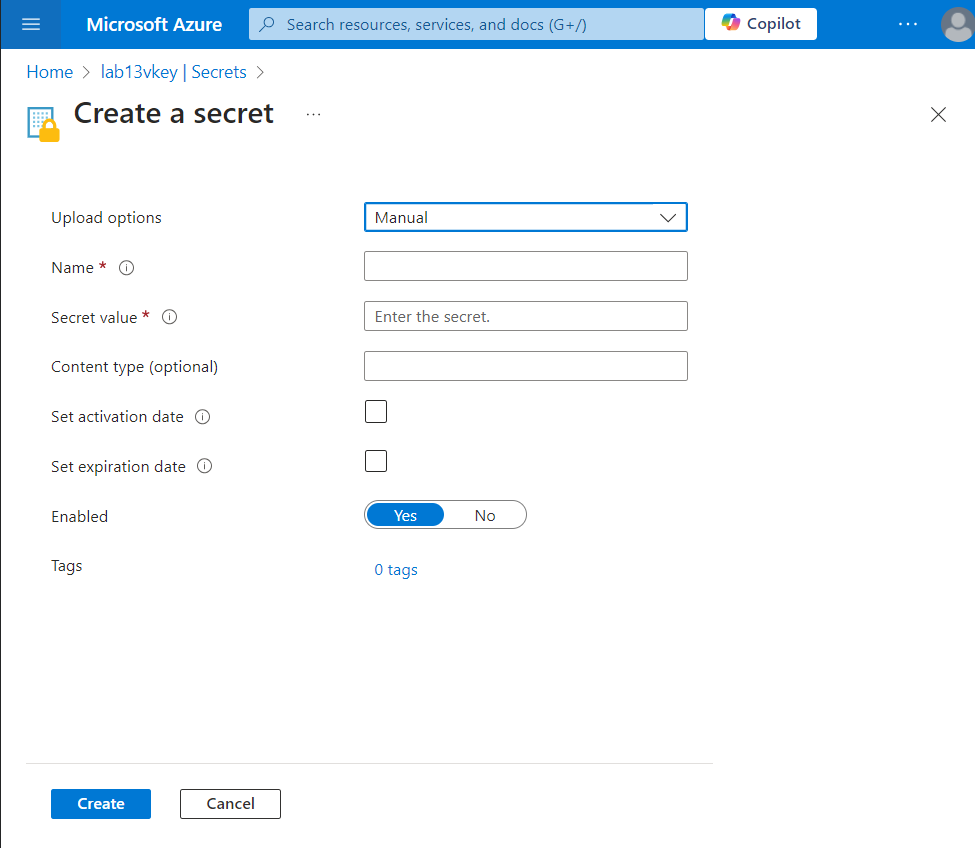 Microsoft Azure
Search resources, services, and docs (G+/)
Copilot
Home > lab13vkey | Secrets >
Create a secret ...
Upload options Manual
Name *
Secret value * Enter the secret.
Content type (optional)
Set activation date
Set expiration date
Enabled Yes No
Tags 0 tags
Create Cancel